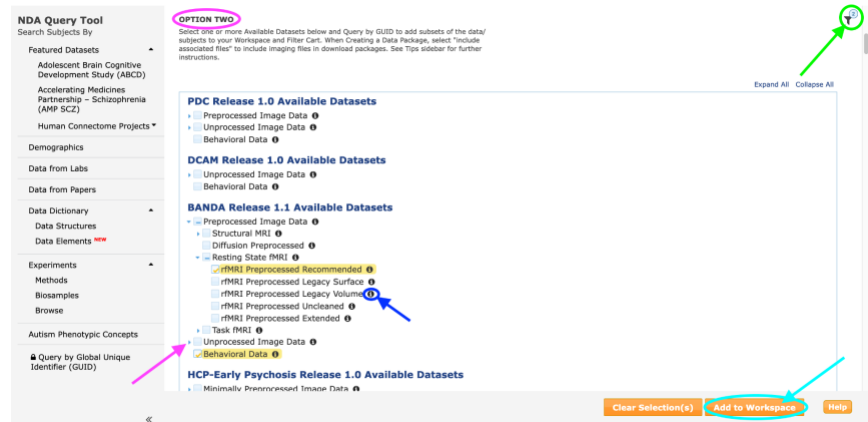 NDA Query Tool
Search Subjects By
Featured Datasets
Adolescent Brain Cognitive
Development Study (ABCD)
Accelerating Medicines
Partnership - Schizophrenia
(AMP SCZ)
Human Connectome Projects
Demographics
Data from Labs
Data from Papers
Data Dictionary
Data Structures
Data Elements NEW
Experiments
Methods
Biosamples
Browse
Autism Phenotypic Concepts
Query by Global Unique
Identifier (GUID)
OPTION TWO
Select one or more Available Datasets below and Query by GUID to add subsets of the data/
subjects to your Workspace and Filter Cart. When Creating a Data Package, select "include
associated files" to include imaging files in download packages. See Tips sidebar for further
instructions.
Expand All Collapse All
PDC Release 1.0 Available Datasets
Preprocessed Image Data
Unprocessed Image Data
Behavioral Data
DCAM Release 1.0 Available Datasets
Unprocessed Image Data
Behavioral Data
BANDA Release 1.1 Available Datasets
Preprocessed Image Data
Structural MRI
Diffusion Preprocessed
Resting State fMRI
rfMRI Preprocessed Recommended
rfMRI Preprocessed Legacy Surface
rfMRI Preprocessed Legacy Volume
rfMRI Preprocessed Uncleaned
rfMRI Preprocessed Extended
Task fMRI
Unprocessed Image Data
Behavioral Data
HCP-Early Psychosis Release 1.0 Available Datasets
Minimally Preprocessed Image Data
Clear Selection(s) Add to Workspace Help